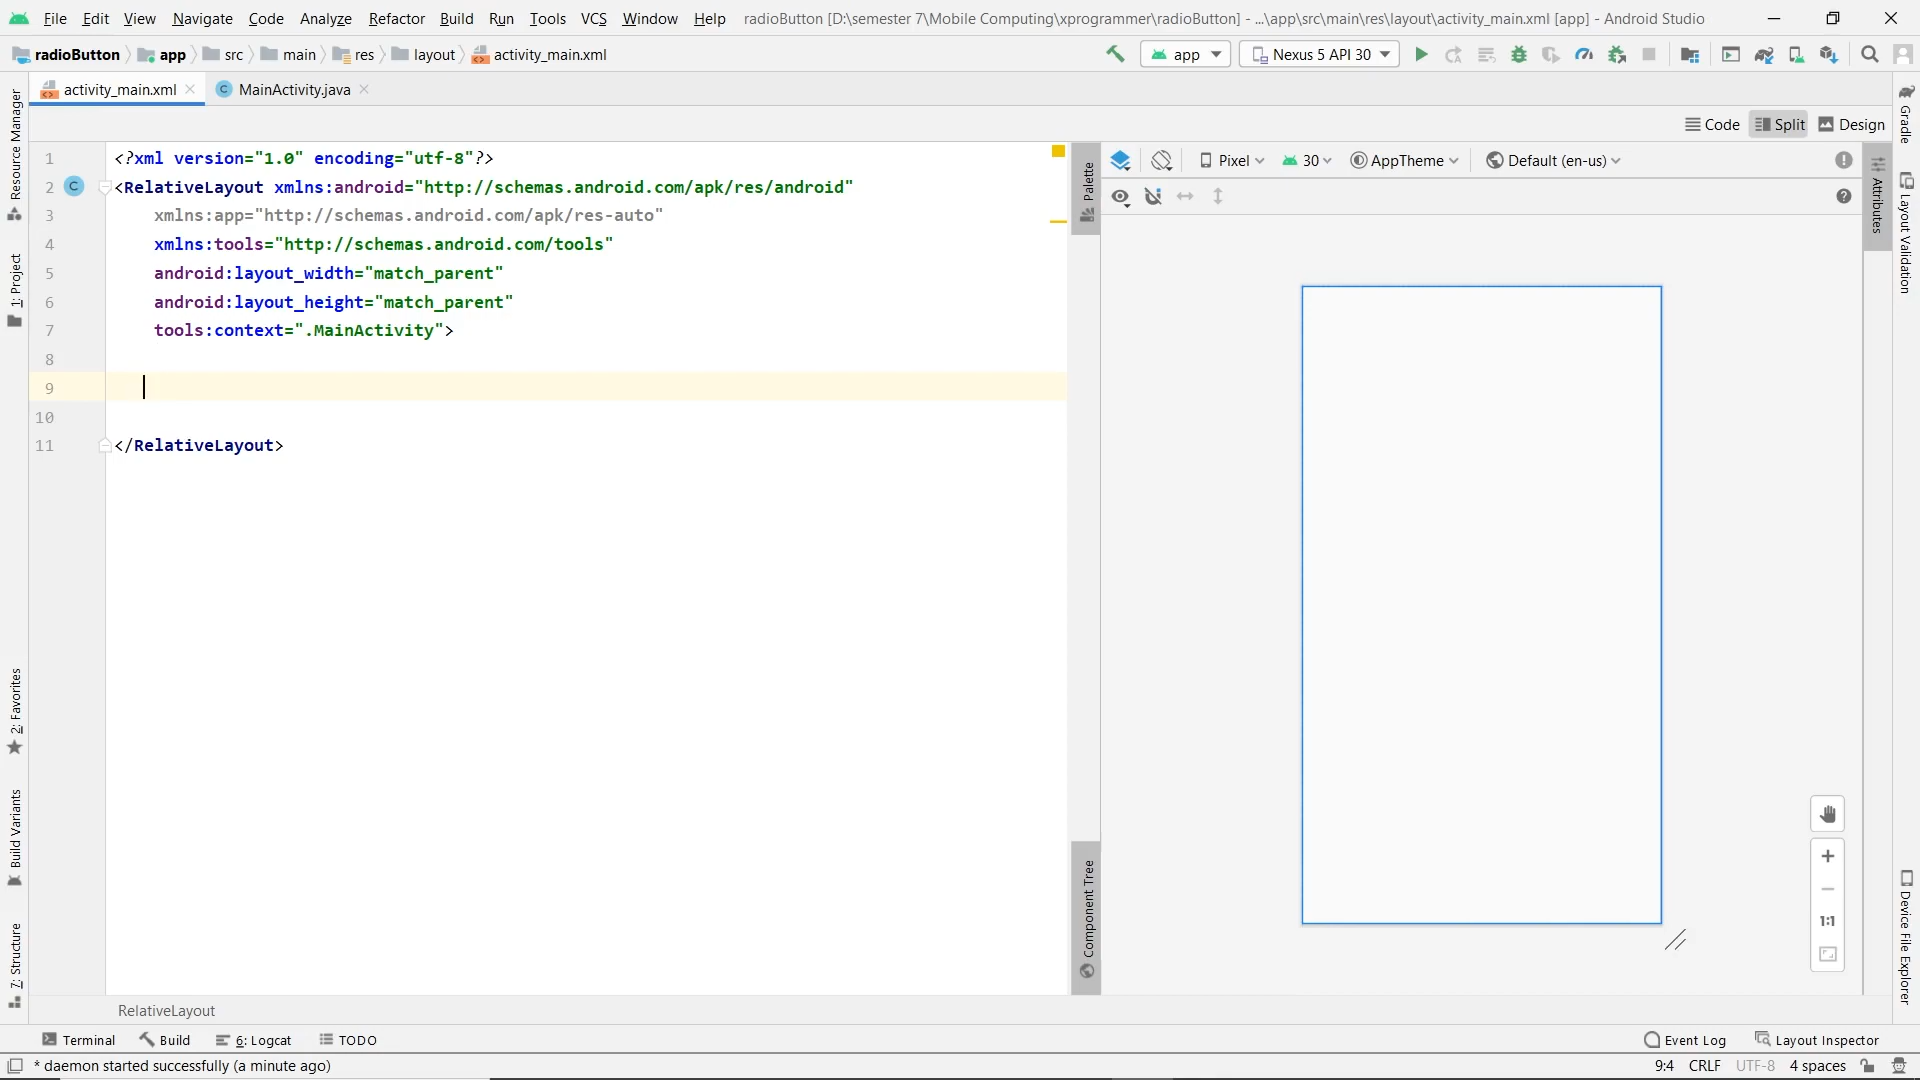 File Edit View Navigate Code Analyze Refactor Build Run Tools VCS Window Help radioButton [D:\semester 7\Mobile Computing\xprogrammer\radioButton] - ...\app\src\main\res\layout\activity_main.xml [app] - Android Studio
radioButton app src main res layout activity_main.xml app Nexus 5 API 30
activity_main.xml MainActivity.java
Code Split Design
Pixel 30 AppTheme Default (en-us)
1 <?xml version="1.0" encoding="utf-8"?>
2 <RelativeLayout xmlns:android="http://schemas.android.com/apk/res/android"
3 xmlns:app="http://schemas.android.com/apk/res-auto"
4 xmlns:tools="http://schemas.android.com/tools"
5 android:layout_width="match_parent"
6 android:layout_height="match_parent"
7 tools:context=".MainActivity">
8
9
10
11 </RelativeLayout>
Resource Manager
1: Project
2: Favorites
Build Variants
7: Structure
Palette
Component Tree
Attributes
Gradle
Layout Validation
Device File Explorer
1:1
RelativeLayout
Terminal Build 6: Logcat TODO Event Log Layout Inspector
* daemon started successfully (a minute ago) 9:4 CRLF UTF-8 4 spaces